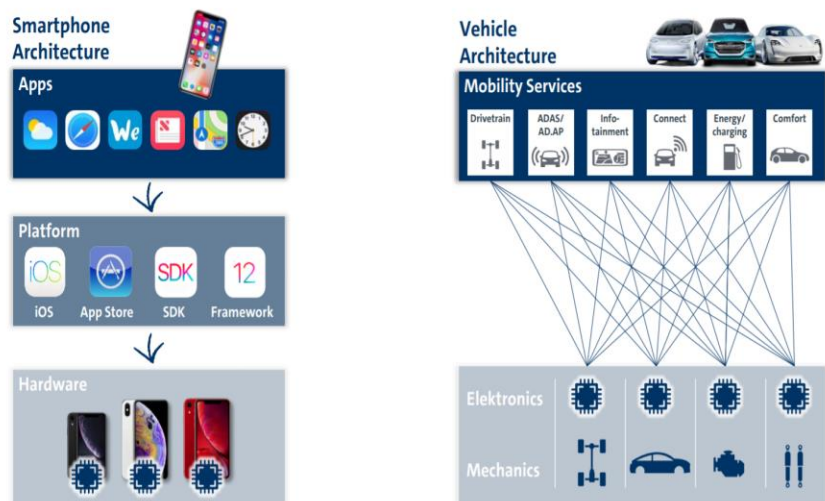 Smartphone
Architecture
Apps
We
Platform
iOS
SDK
12
iOS
App Store
SDK
Framework
Hardware
Vehicle
Architecture
Mobility Services
Drivetrain
ADAS/
AD.AP
Info-
tainment
Connect
Energy/
charging
Comfort
Elektronics
Mechanics